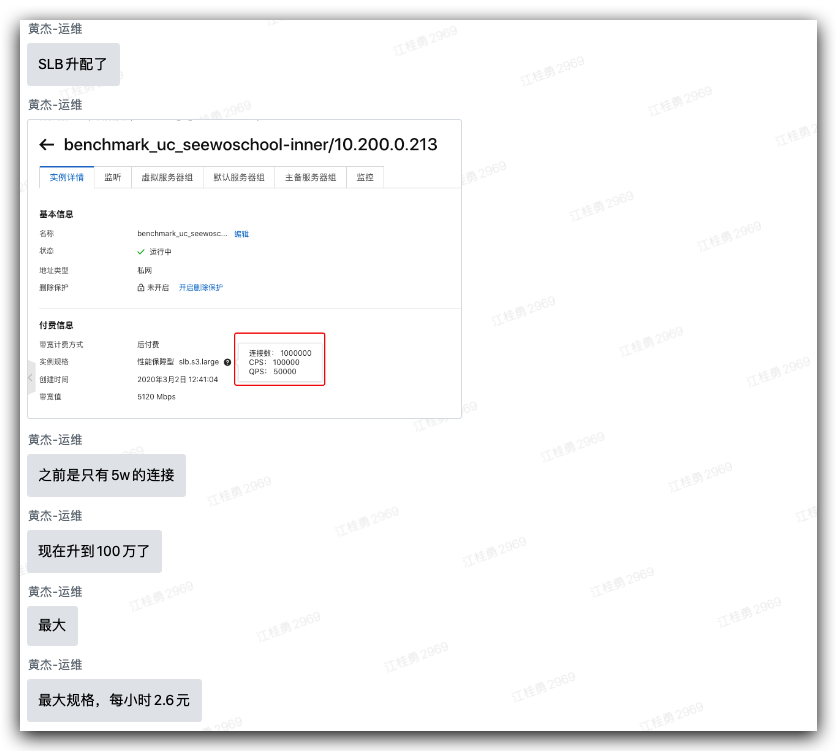 黄杰-运维
SLB升配了
黄杰-运维
← benchmark_uc_seewoschool-inner/10.200.0.213
实例详情 监听 虚拟服务器组 默认服务器组 主备服务器组 监控
基本信息
名称 benchmark_uc_seewosc... 编辑
状态 运行中
地址类型 私网
删除保护 未开启 开启删除保护
付费信息
带宽计费方式 后付费
实例规格 性能保障型 slb.s3.large
连接数： 1000000
CPS： 100000
QPS： 50000
创建时间 2020年3月2日 12:41:04
带宽值 5120 Mbps
黄杰-运维
之前是只有5w的连接
黄杰-运维
现在升到100万了
黄杰-运维
最大
黄杰-运维
最大规格，每小时2.6元
江桂勇 2969